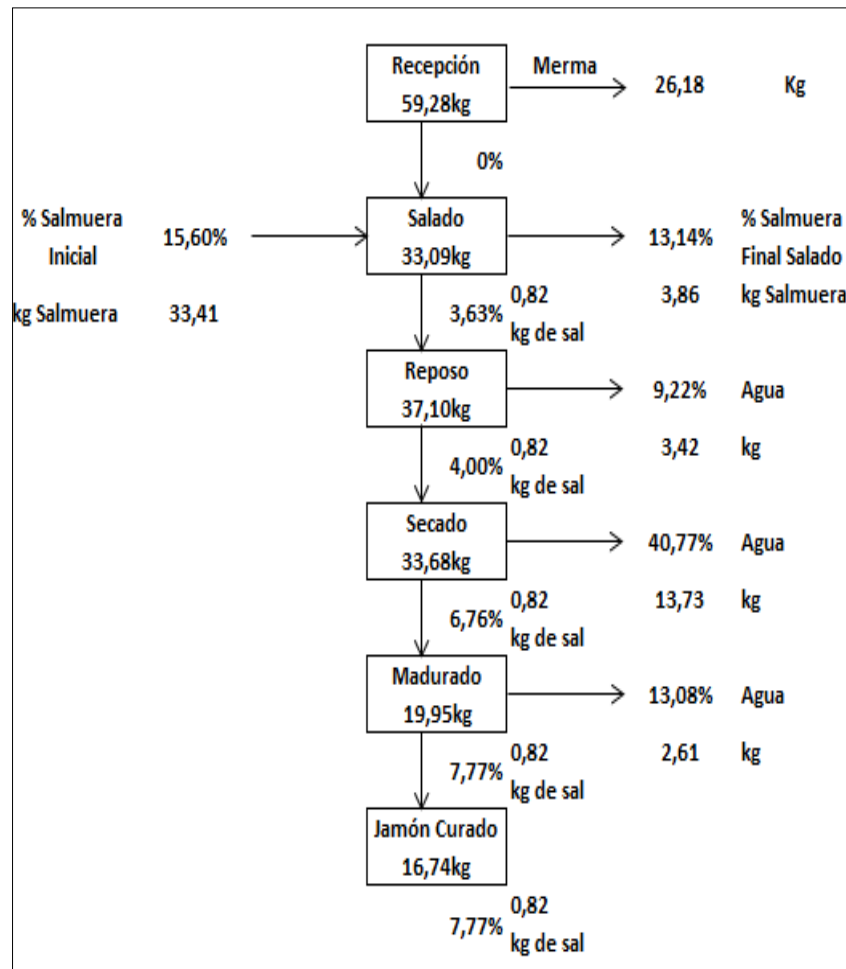 Recepción
59,28kg
Merma
26,18 Kg
0%
% Salmuera
Inicial
15,60%
Salado
33,09kg
13,14%
% Salmuera
Final Salado
kg Salmuera 33,41
3,63%
0,82
kg de sal
3,86 kg Salmuera
Reposo
37,10kg
9,22% Agua
4,00%
0,82
kg de sal
3,42 kg
Secado
33,68kg
40,77% Agua
6,76%
0,82
kg de sal
13,73 kg
Madurado
19,95kg
13,08% Agua
7,77%
0,82
kg de sal
2,61 kg
Jamón Curado
16,74kg
7,77%
0,82
kg de sal